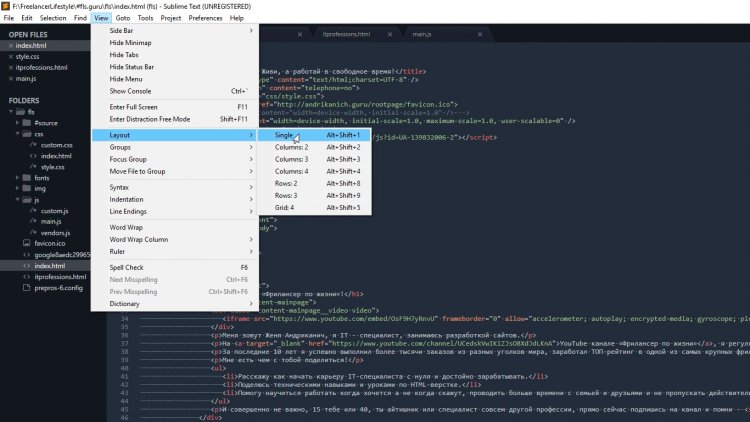 F:\FreelancerLifestyle\#fls.guru\fls\index.html (fls) - Sublime Text (UNREGISTERED)
File Edit Selection Find View Goto Tools Project Preferences Help
OPEN FILES
index.html
style.css
itprofessions.html
main.js
FOLDERS
fls
#source
css
custom.css
index.html
style.css
fonts
img
js
custom.js
main.js
vendors.js
favicon.ico
google8aedc29965
index.html
itprofessions.html
prepros-6.config
Side Bar
Hide Minimap
Hide Tabs
Hide Status Bar
Hide Menu
Show Console Ctrl+`
Enter Full Screen F11
Enter Distraction Free Mode Shift+F11
Layout
Groups
Focus Group
Move File to Group
Syntax
Indentation
Line Endings
Word Wrap
Word Wrap Column
Ruler
Spell Check F6
Next Misspelling Ctrl+F6
Prev Misspelling Ctrl+Shift+F6
Dictionary
Single Alt+Shift+1
Columns: 2 Alt+Shift+2
Columns: 3 Alt+Shift+3
Columns: 4 Alt+Shift+4
Rows: 2 Alt+Shift+8
Rows: 3 Alt+Shift+9
Grid: 4 Alt+Shift+5
itprofessions.html
main.js
Живи, а работай в свободное время!</title>
type" content="text/html;charset=UTF-8" />
content="telephone=no">
css/style.css">
href="http://andrikanich.guru/rootpage/favicon.ico">
content="width=device-width, initial-scale=1.0" />-->
"width=device-width, initial-scale=1.0, maximum-scale=1.0, user-scalable=0" />
/js?id=UA-139832006-2"></script>
ent">
body">
«Фрилансер по жизни»!</h1>
ontent-mainpage">
content-mainpage__video-video">
34 <iframe src="https://www.youtube.com/embed/OsF9H7yRnvU" frameborder="0" allow="accelerometer; autoplay; encrypted-media; gyroscope; pic
35 </div>
36 <p>Меня зовут Женя Андриканич, я IT - специалист, занимаюсь разработкой сайтов.</p>
37 <p>На <a target="_blank" href="https://www.youtube.com/channel/UCedskVwIKiZJsO8XdJdLKnA">YouTube канале «Фрилансер по жизни»</a>, я регуля
38 <p>За последние 10 лет я успешно выполнил более тысячи заказов из разных уголков мира, заработал ТОП-рейтинг в одной из самых крупных фрил
39 <p>Мне есть чем с тобой поделиться!</p>
40 <ul>
41 <li>Расскажу как начать карьеру IT-специалиста с нуля и достойно зарабатывать.</li>
42 <li>Поделюсь техническими навыками и уроками по HTML-верстке.</li>
43 <li>Помогу научиться работать когда хочется а не когда скажут, проводить больше времени с семьей и друзьями и не пропускать действительно
44 </ul>
45 <p>И совершенно не важно, 15 тебе или 40, ты айтишник или специалист совсем другой профессии, прямо сейчас подпишись на канал и помни -
46 </div>